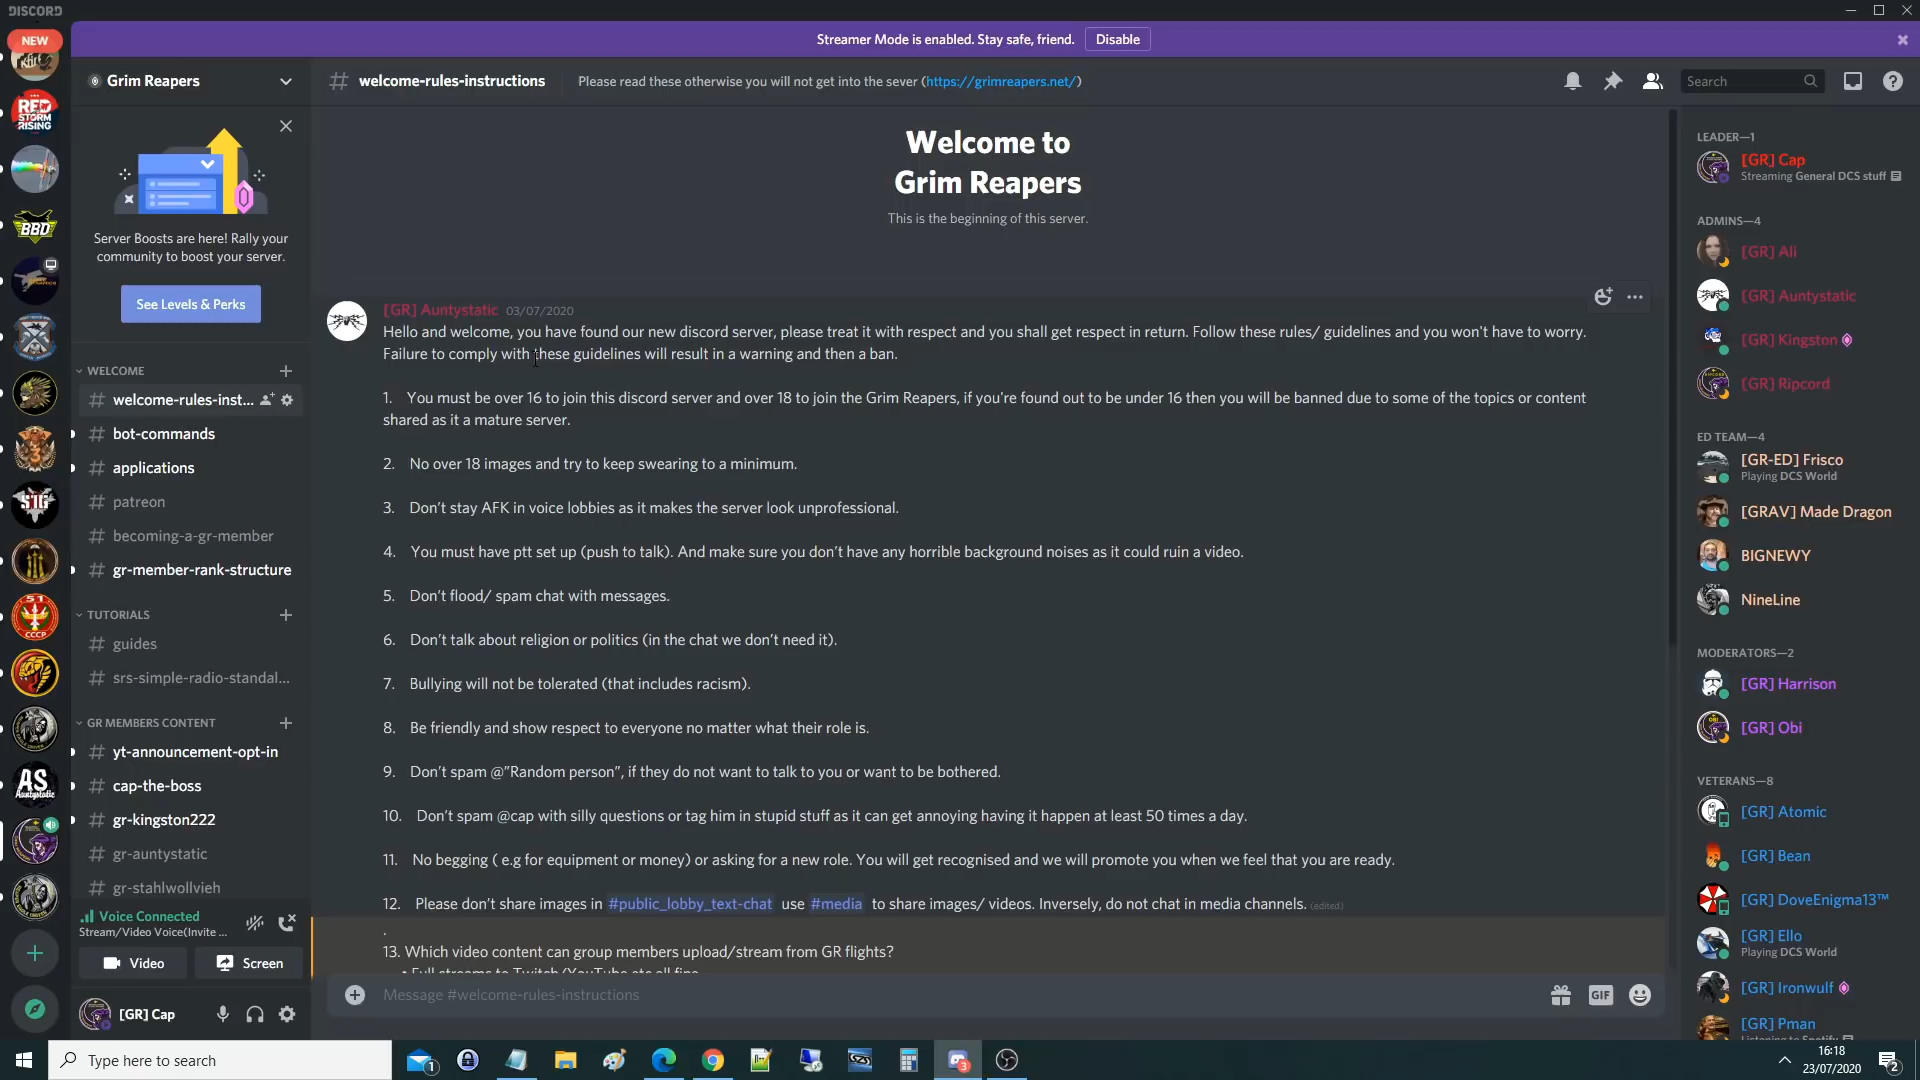 DISCORD
Streamer Mode is enabled. Stay safe, friend.
Disable
NEW
RED STORM RISING
BBD
51
CCCP
AS
Auntystatic
Grim Reapers
Server Boosts are here! Rally your
community to boost your server.
See Levels & Perks
WELCOME
welcome-rules-inst...
bot-commands
applications
patreon
becoming-a-gr-member
gr-member-rank-structure
TUTORIALS
guides
srs-simple-radio-standal...
GR MEMBERS CONTENT
yt-announcement-opt-in
cap-the-boss
gr-kingston222
gr-auntystatic
gr-stahlwollvieh
Voice Connected
Stream/Video Voice(Invite ...
Video
Screen
[GR] Cap
# welcome-rules-instructions
Please read these otherwise you will not get into the sever (https://grimreapers.net/)
Search
Welcome to
Grim Reapers
This is the beginning of this server.
[GR] Auntystatic 03/07/2020
Hello and welcome, you have found our new discord server, please treat it with respect and you shall get respect in return. Follow these rules/ guidelines and you won't have to worry.
Failure to comply with these guidelines will result in a warning and then a ban.
1. You must be over 16 to join this discord server and over 18 to join the Grim Reapers, if you're found out to be under 16 then you will be banned due to some of the topics or content
shared as it a mature server.
2. No over 18 images and try to keep swearing to a minimum.
3. Don't stay AFK in voice lobbies as it makes the server look unprofessional.
4. You must have ptt set up (push to talk). And make sure you don't have any horrible background noises as it could ruin a video.
5. Don't flood/ spam chat with messages.
6. Don't talk about religion or politics (in the chat we don't need it).
7. Bullying will not be tolerated (that includes racism).
8. Be friendly and show respect to everyone no matter what their role is.
9. Don't spam @"Random person", if they do not want to talk to you or want to be bothered.
10. Don't spam @cap with silly questions or tag him in stupid stuff as it can get annoying having it happen at least 50 times a day.
11. No begging ( e.g for equipment or money) or asking for a new role. You will get recognised and we will promote you when we feel that you are ready.
12. Please don't share images in #public_lobby_text-chat use #media to share images/ videos. Inversely, do not chat in media channels. (edited)
.
13. Which video content can group members upload/stream from GR flights?
• Full streams to Twitch/YouTube etc all fine
Message #welcome-rules-instructions
GIF
LEADER—1
[GR] Cap
Streaming General DCS stuff
ADMINS—4
[GR] Ali
[GR] Auntystatic
[GR] Kingston
[GR] Ripcord
ED TEAM—4
[GR-ED] Frisco
Playing DCS World
[GRAV] Made Dragon
BIGNEWY
NineLine
MODERATORS—2
[GR] Harrison
[GR] Obi
VETERANS—8
[GR] Atomic
[GR] Bean
[GR] DoveEnigma13™
[GR] Ello
Playing DCS World
[GR] Ironwulf
[GR] Pman
Listening to Spotify
Type here to search
1
3
16:18
23/07/2020
2